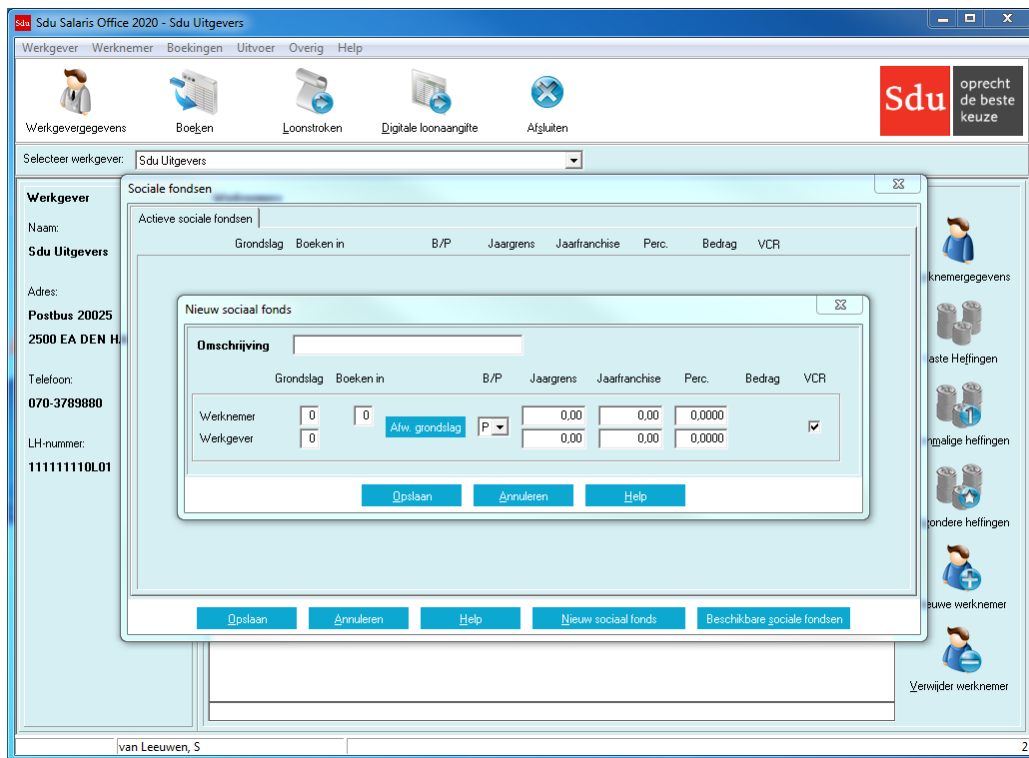 Sdu Sdu Salaris Office 2020 - Sdu Uitgevers
Werkgever Werknemer Boekingen Uitvoer Overig Help
Werkgevergegevens Boeken Loonstroken Digitale loonaangifte Afsluiten
Sdu oprecht
de beste
keuze
Selecteer werkgever: Sdu Uitgevers
Werkgever
Naam:
Sdu Uitgevers
Adres:
Postbus 20025
2500 EA DEN H
Telefoon:
070-3789880
LH-nummer:
111111110L01
Sociale fondsen
Actieve sociale fondsen
Grondslag Boeken in B/P Jaargrens Jaarfranchise Perc. Bedrag VCR
Nieuw sociaal fonds
Omschrijving
Grondslag Boeken in B/P Jaargrens Jaarfranchise Perc. Bedrag VCR
Werknemer 0 0 Afw. grondslag P 0,00 0,00 0,0000
Werkgever 0 0,00 0,00 0,0000
Opslaan Annuleren Help
Opslaan Annuleren Help Nieuw sociaal fonds Beschikbare sociale fondsen
knemergegevens
aste Heffingen
nmalige heffingen
zondere heffingen
euwe werknemer
Verwijder werknemer
van Leeuwen, S 2